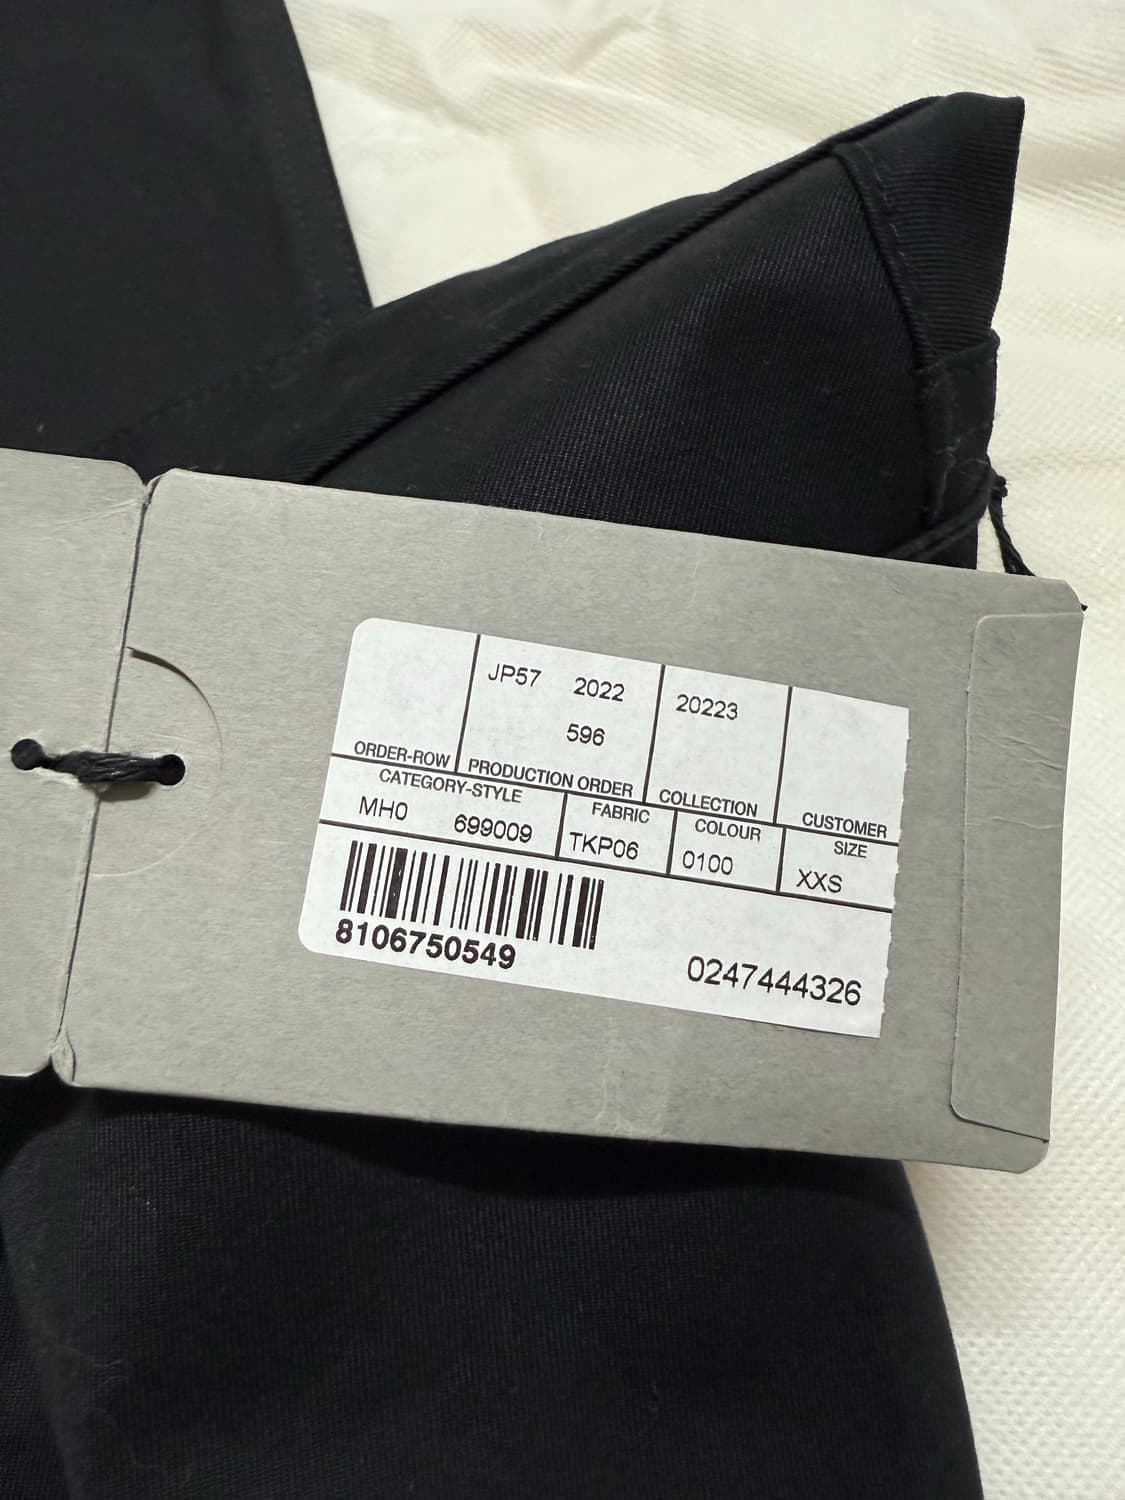 JP57 2022 20223
596
ORDER-ROW PRODUCTION ORDER COLLECTION CUSTOMER
CATEGORY-STYLE FABRIC COLOUR SIZE
MH0 699009 TKP06 0100 XXS
8106750549
0247444326